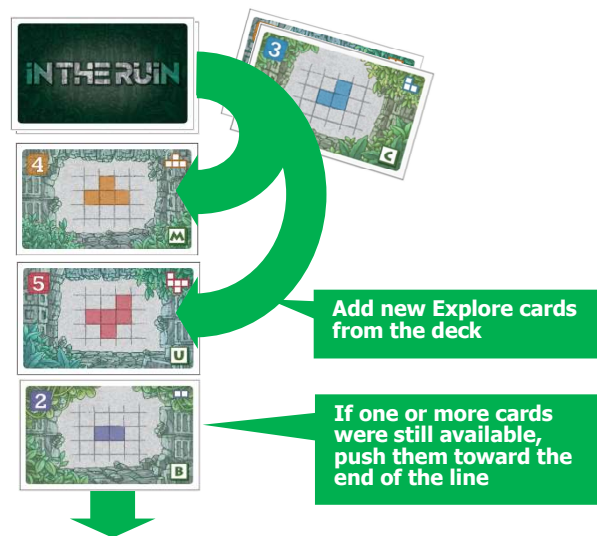 IN THE RUIN
3
C
4
M
5
U
Add new Explore cards
from the deck
2
B
If one or more cards
were still available,
push them toward the
end of the line